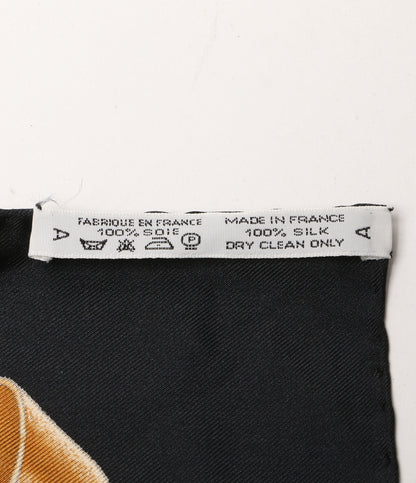 A
FABRIQUE EN FRANCE
100% SOIE
P
MADE IN FRANCE
100% SILK
DRY CLEAN ONLY
A